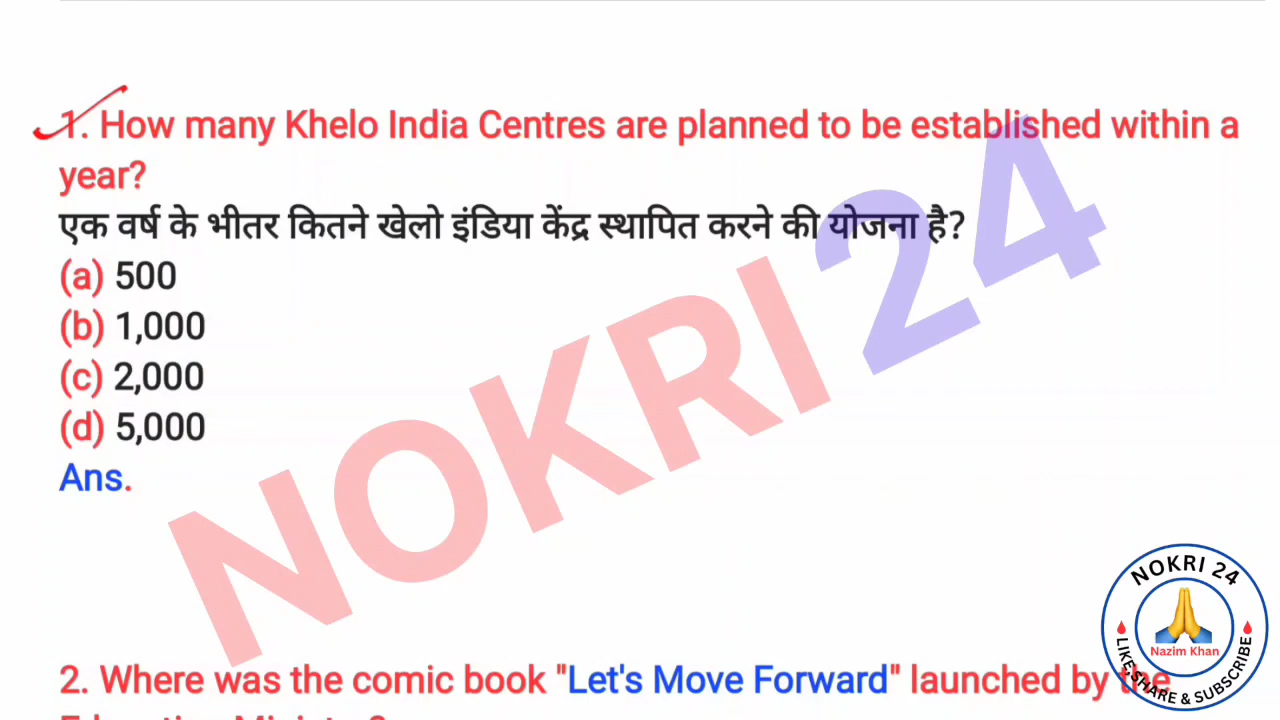 1. How many Khelo India Centres are planned to be established within a
year?
एक वर्ष के भीतर कितने खेलो इंडिया केंद्र स्थापित करने की योजना है?
(a) 500
(b) 1,000
(c) 2,000
(d) 5,000
Ans.
NOKRI 24
NOKRI 24
Nazim Khan
LIKE, SHARE & SUBSCRIBE
2. Where was the comic book "Let's Move Forward" launched by the